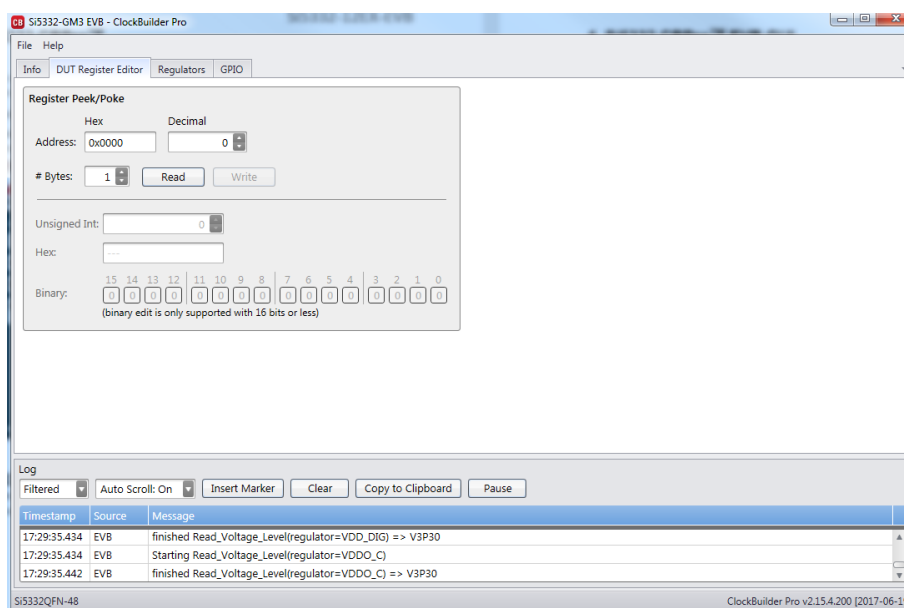 CB Si5332-GM3 EVB - ClockBuilder Pro
File Help
Info DUT Register Editor Regulators GPIO
Register Peek/Poke
Hex Decimal
Address: 0x0000 0
# Bytes: 1 Read Write
Unsigned Int: 0
Hex: ---
15 14 13 12 11 10 9 8 7 6 5 4 3 2 1 0
Binary: 0 0 0 0 0 0 0 0 0 0 0 0 0 0 0 0
(binary edit is only supported with 16 bits or less)
Log
Filtered Auto Scroll: On Insert Marker Clear Copy to Clipboard Pause
Timestamp Source Message
17:29:35.434 EVB finished Read_Voltage_Level(regulator=VDD_DIG) => V3P30
17:29:35.434 EVB Starting Read_Voltage_Level(regulator=VDDO_C)
17:29:35.442 EVB finished Read_Voltage_Level(regulator=VDDO_C) => V3P30
Si5332QFN-48 ClockBuilder Pro v2.15.4.200 [2017-06-1